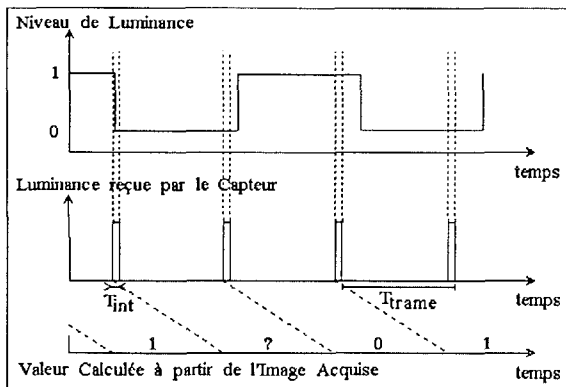 Niveau de Luminance
1
0
temps
Luminance reçue par le Capteur
Tint
Ttrame
temps
1 ? 0 1
Valeur Calculée à partir de l'Image Acquise
temps